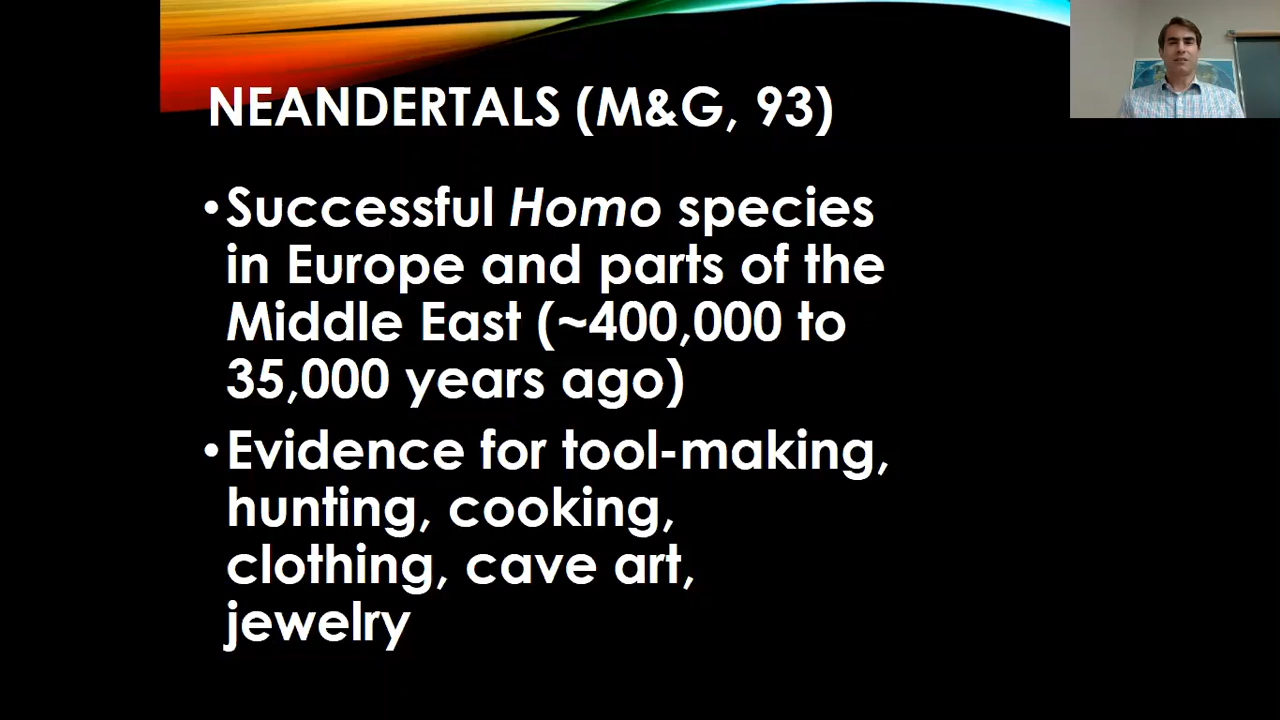 NEANDERTALS (M&G, 93)
•Successful Homo species
in Europe and parts of the
Middle East (~400,000 to
35,000 years ago)
•Evidence for tool-making,
hunting, cooking,
clothing, cave art,
jewelry